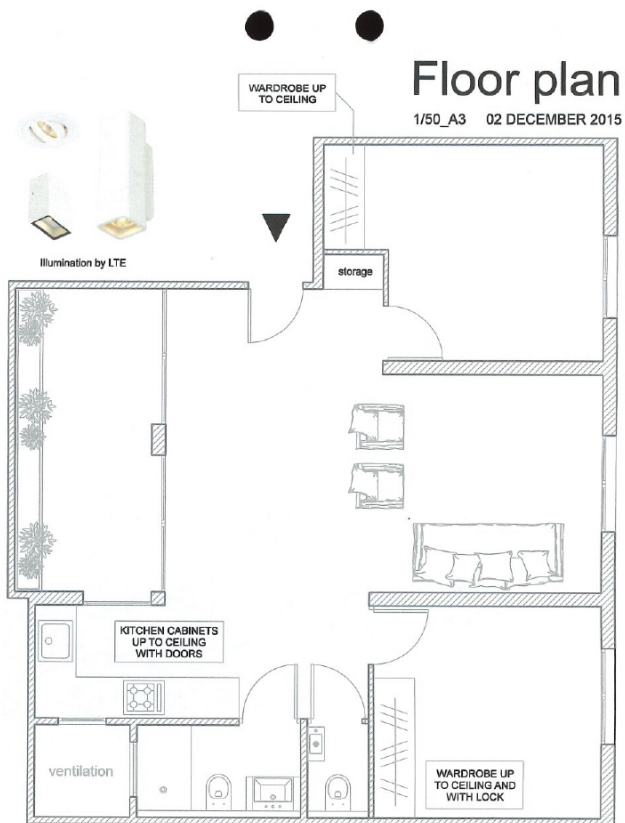 Floor plan
1/50_A3 02 DECEMBER 2015
WARDROBE UP
TO CEILING
Illumination by LTE
storage
KITCHEN CABINETS
UP TO CEILING
WITH DOORS
ventilation
WARDROBE UP
TO CEILING AND
WITH LOCK